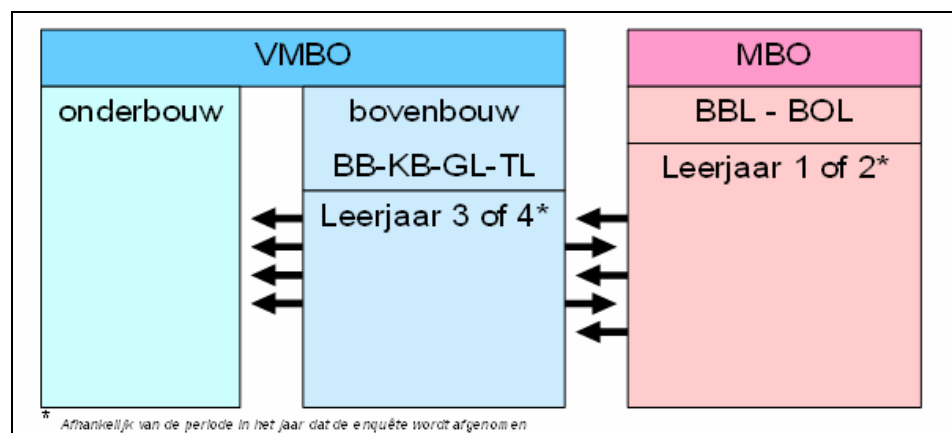 VMBO
onderbouw
bovenbouw
BB-KB-GL-TL
Leerjaar 3 of 4*
MBO
BBL - BOL
Leerjaar 1 of 2*
* Afhankelijk van de periode in het jaar dat de enquête wordt afgenomen